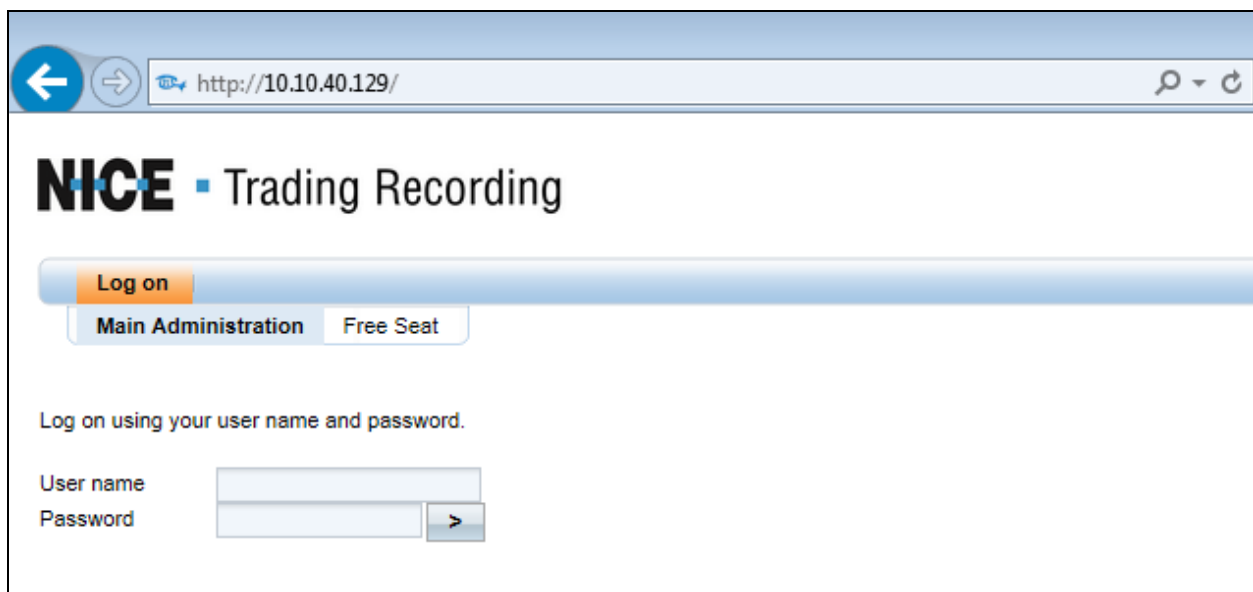 http://10.10.40.129/
NICE - Trading Recording
Log on
Main Administration Free Seat
Log on using your user name and password.
User name
Password >